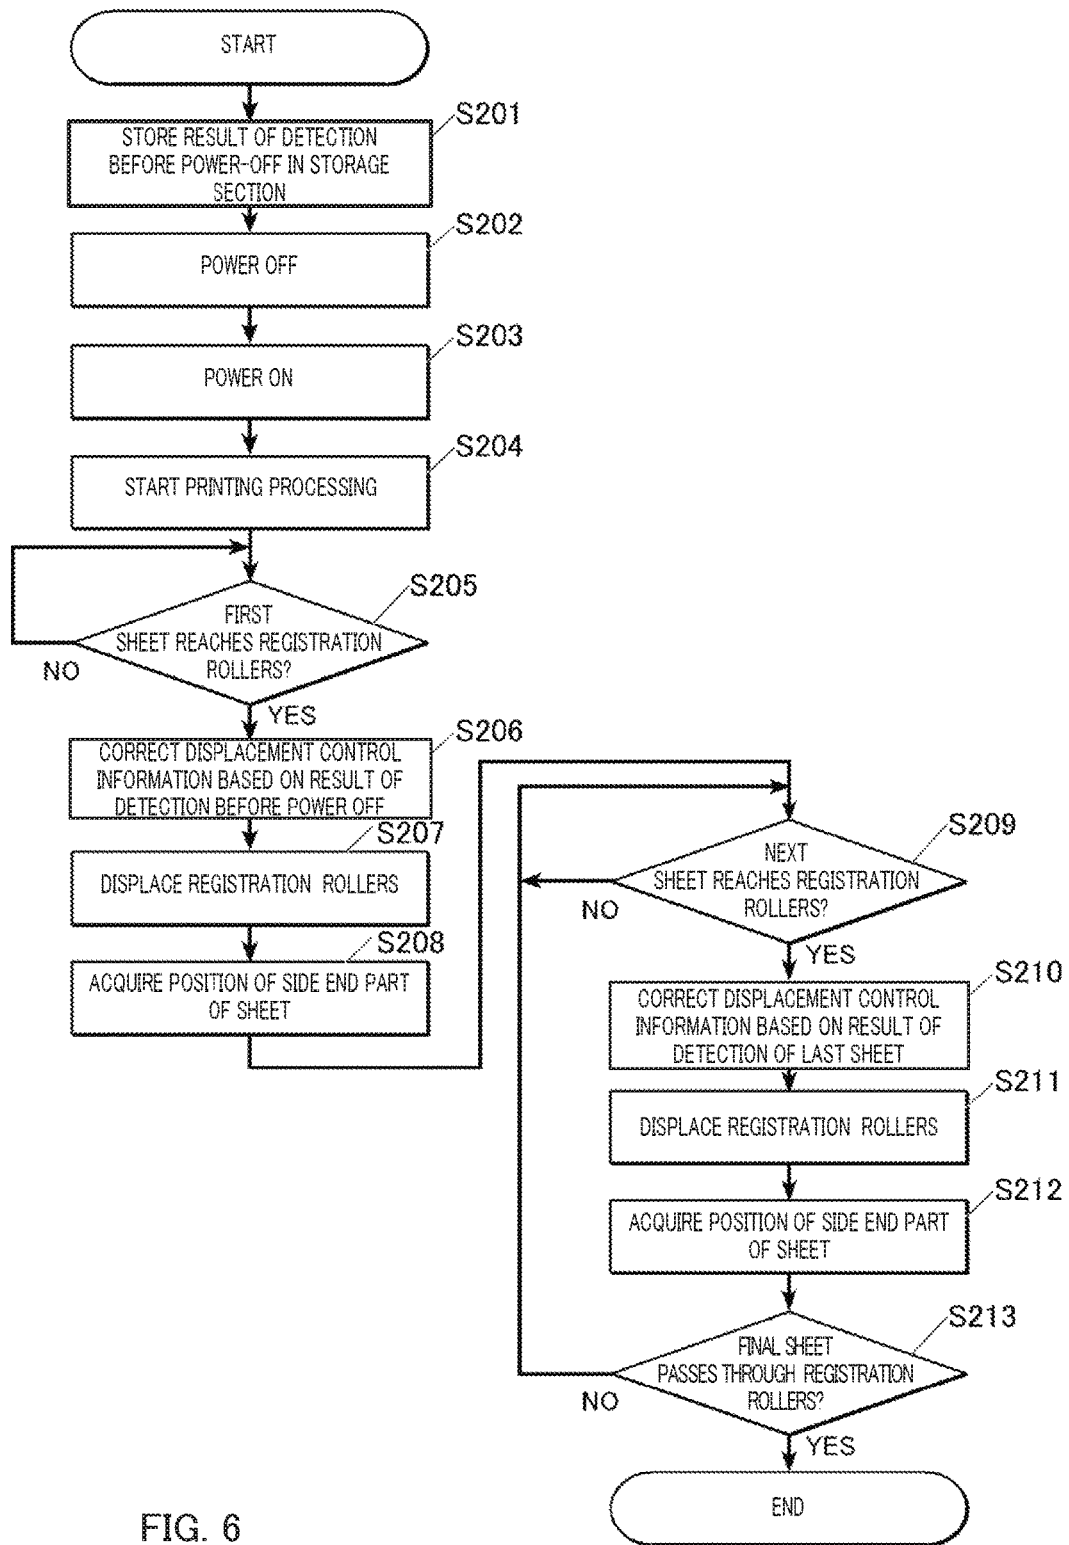 START
S201
STORE RESULT OF DETECTION
BEFORE POWER-OFF IN STORAGE
SECTION
S202
POWER OFF
S203
POWER ON
S204
START PRINTING PROCESSING
S205
FIRST
SHEET REACHES REGISTRATION
ROLLERS?
NO
YES
S206
CORRECT DISPLACEMENT CONTROL
INFORMATION BASED ON RESULT OF
DETECTION BEFORE POWER OFF
S207
DISPLACE REGISTRATION ROLLERS
S208
ACQUIRE POSITION OF SIDE END PART
OF SHEET
S209
NEXT
SHEET REACHES REGISTRATION
ROLLERS?
NO
YES
S210
CORRECT DISPLACEMENT CONTROL
INFORMATION BASED ON RESULT OF
DETECTION OF LAST SHEET
S211
DISPLACE REGISTRATION ROLLERS
S212
ACQUIRE POSITION OF SIDE END PART
OF SHEET
S213
FINAL SHEET
PASSES THROUGH REGISTRATION
ROLLERS?
NO
YES
END
FIG. 6